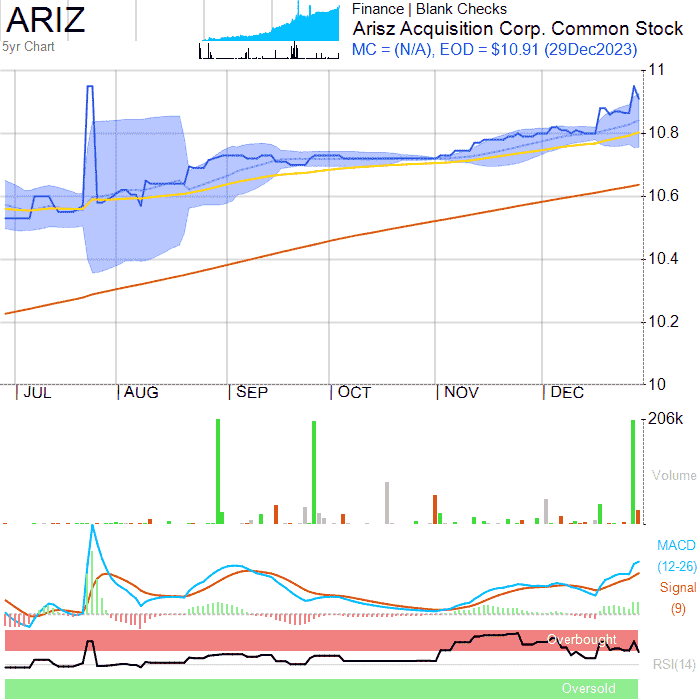 ARIZ
5yr Chart
Finance | Blank Checks
Arisz Acquisition Corp. Common Stock
MC = (N/A), EOD = $10.91 (29Dec2023)
11
10.8
10.6
10.4
10.2
10
JUL AUG SEP OCT NOV DEC
206k
Volume
MACD
(12-26)
Signal
(9)
Overbought
RSI(14)
Oversold